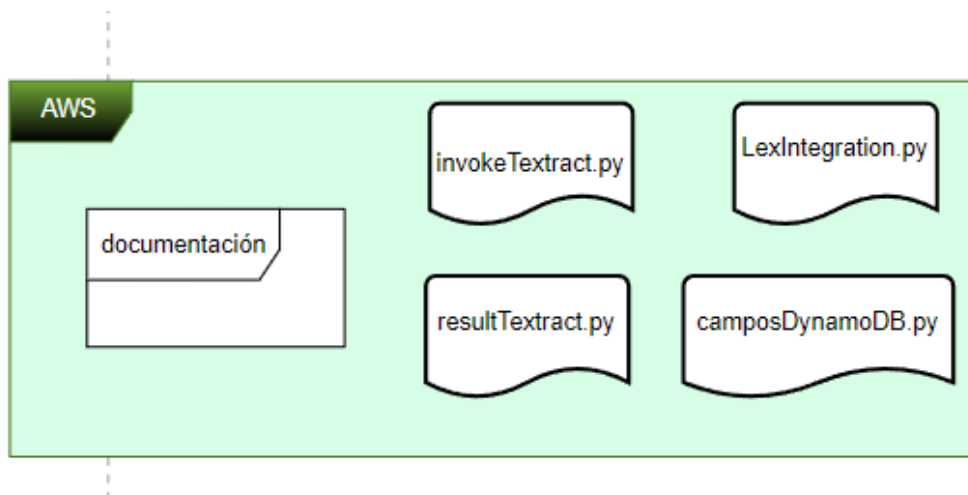 AWS
invokeTextract.py
LexIntegration.py
documentación
resultTextract.py
camposDynamoDB.py